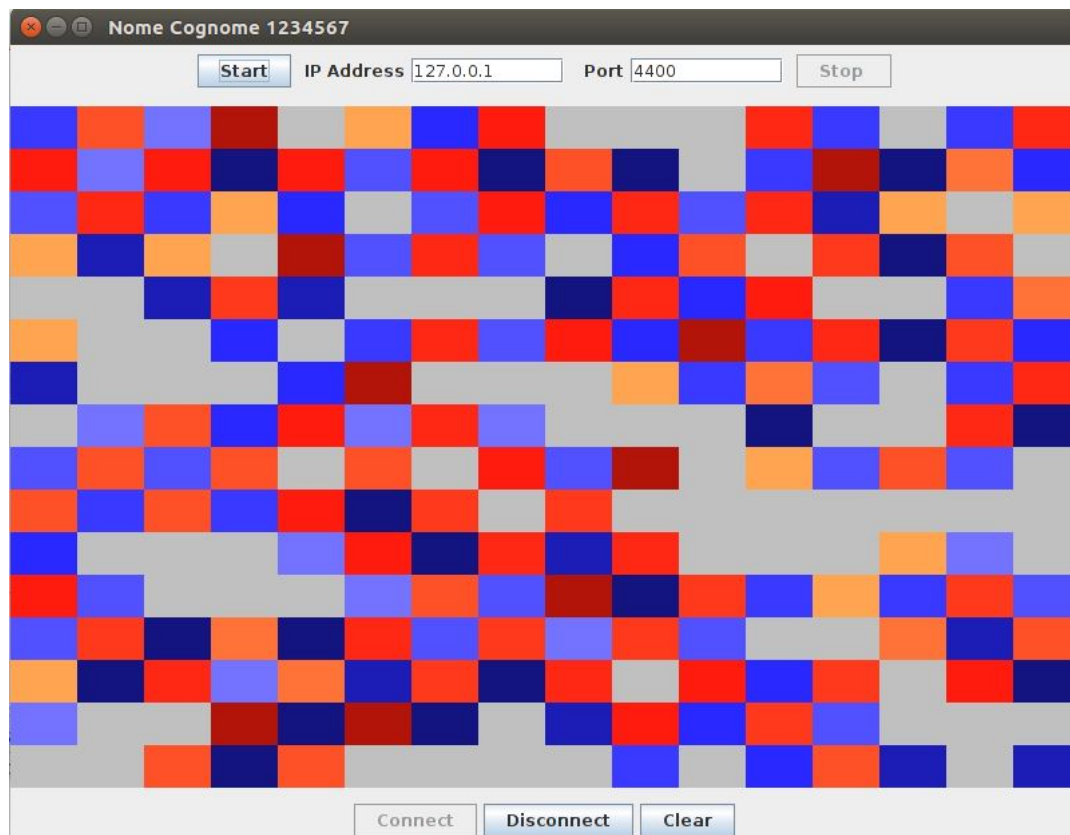 Nome Cognome 1234567
Start IP Address 127.0.0.1 Port 4400 Stop
Connect Disconnect Clear